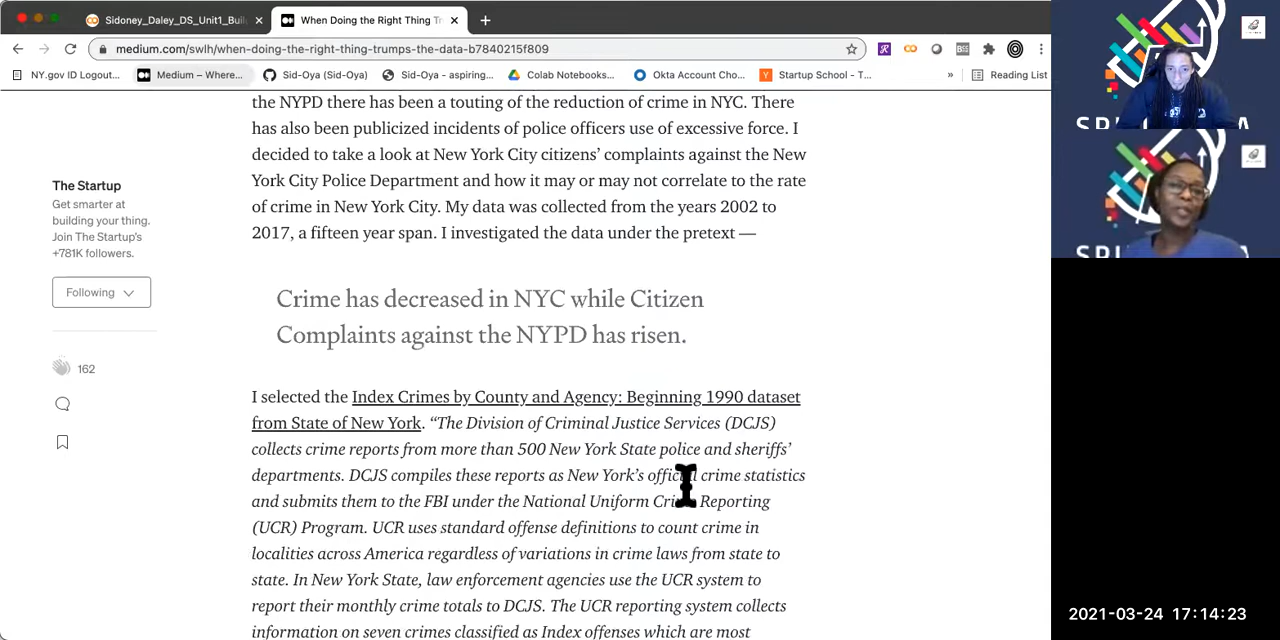 Sidoney_Daley_DS_Unit1_Buil
When Doing the Right Thing Tr
medium.com/swlh/when-doing-the-right-thing-trumps-the-data-b7840215f809
NY.gov ID Logout...
Medium – Where...
Sid-Oya (Sid-Oya)
Sid-Oya - aspiring...
Colab Notebooks...
Okta Account Cho...
Startup School - T...
»
Reading List
the NYPD there has been a touting of the reduction of crime in NYC. There
has also been publicized incidents of police officers use of excessive force. I
decided to take a look at New York City citizens’ complaints against the New
York City Police Department and how it may or may not correlate to the rate
of crime in New York City. My data was collected from the years 2002 to
2017, a fifteen year span. I investigated the data under the pretext —
The Startup
Get smarter at
building your thing.
Join The Startup’s
+781K followers.
Following
162
Crime has decreased in NYC while Citizen
Complaints against the NYPD has risen.
I selected the Index Crimes by County and Agency: Beginning 1990 dataset
from State of New York. “The Division of Criminal Justice Services (DCJS)
collects crime reports from more than 500 New York State police and sheriffs’
departments. DCJS compiles these reports as New York’s official crime statistics
and submits them to the FBI under the National Uniform Crime Reporting
(UCR) Program. UCR uses standard offense definitions to count crime in
localities across America regardless of variations in crime laws from state to
state. In New York State, law enforcement agencies use the UCR system to
report their monthly crime totals to DCJS. The UCR reporting system collects
information on seven crimes classified as Index offenses which are most
2021-03-24 17:14:23